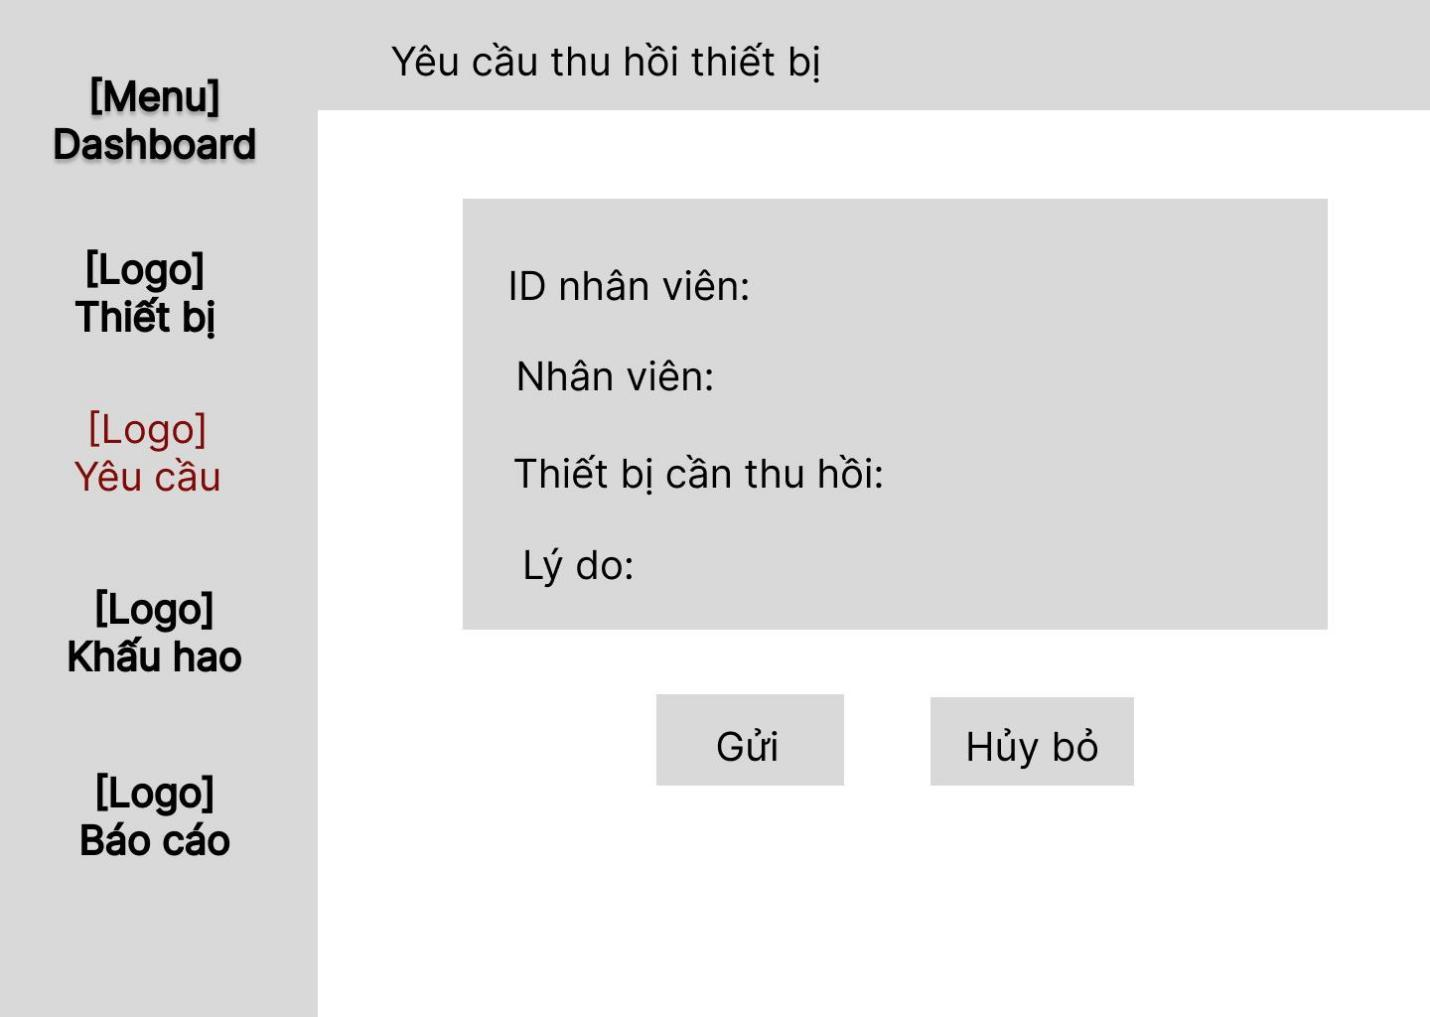 Yêu cầu thu hồi thiết bị
[Menu]
Dashboard
[Logo]
Thiết bị
[Logo]
Yêu cầu
[Logo]
Khấu hao
[Logo]
Báo cáo
ID nhân viên:
Nhân viên:
Thiết bị cần thu hồi:
Lý do:
Gửi
Hủy bỏ